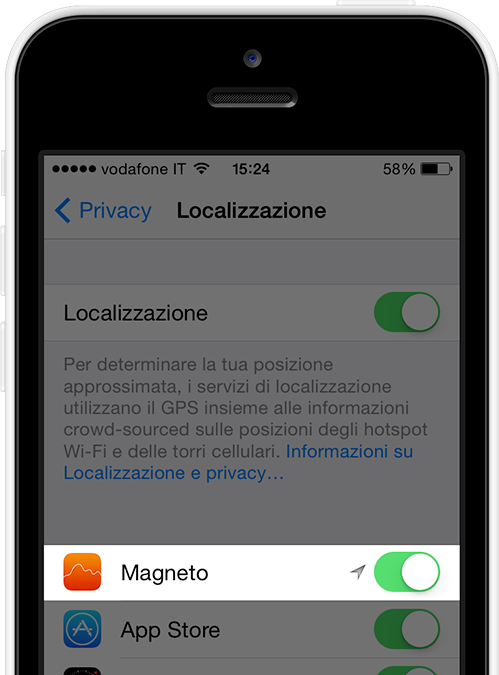 vodafone IT 15:24 58%
Privacy Localizzazione
Localizzazione
Per determinare la tua posizione
approssimata, i servizi di localizzazione
utilizzano il GPS insieme alle informazioni
crowd-sourced sulle posizioni degli hotspot
Wi-Fi e delle torri cellulari. Informazioni su
Localizzazione e privacy…
Magneto
App Store